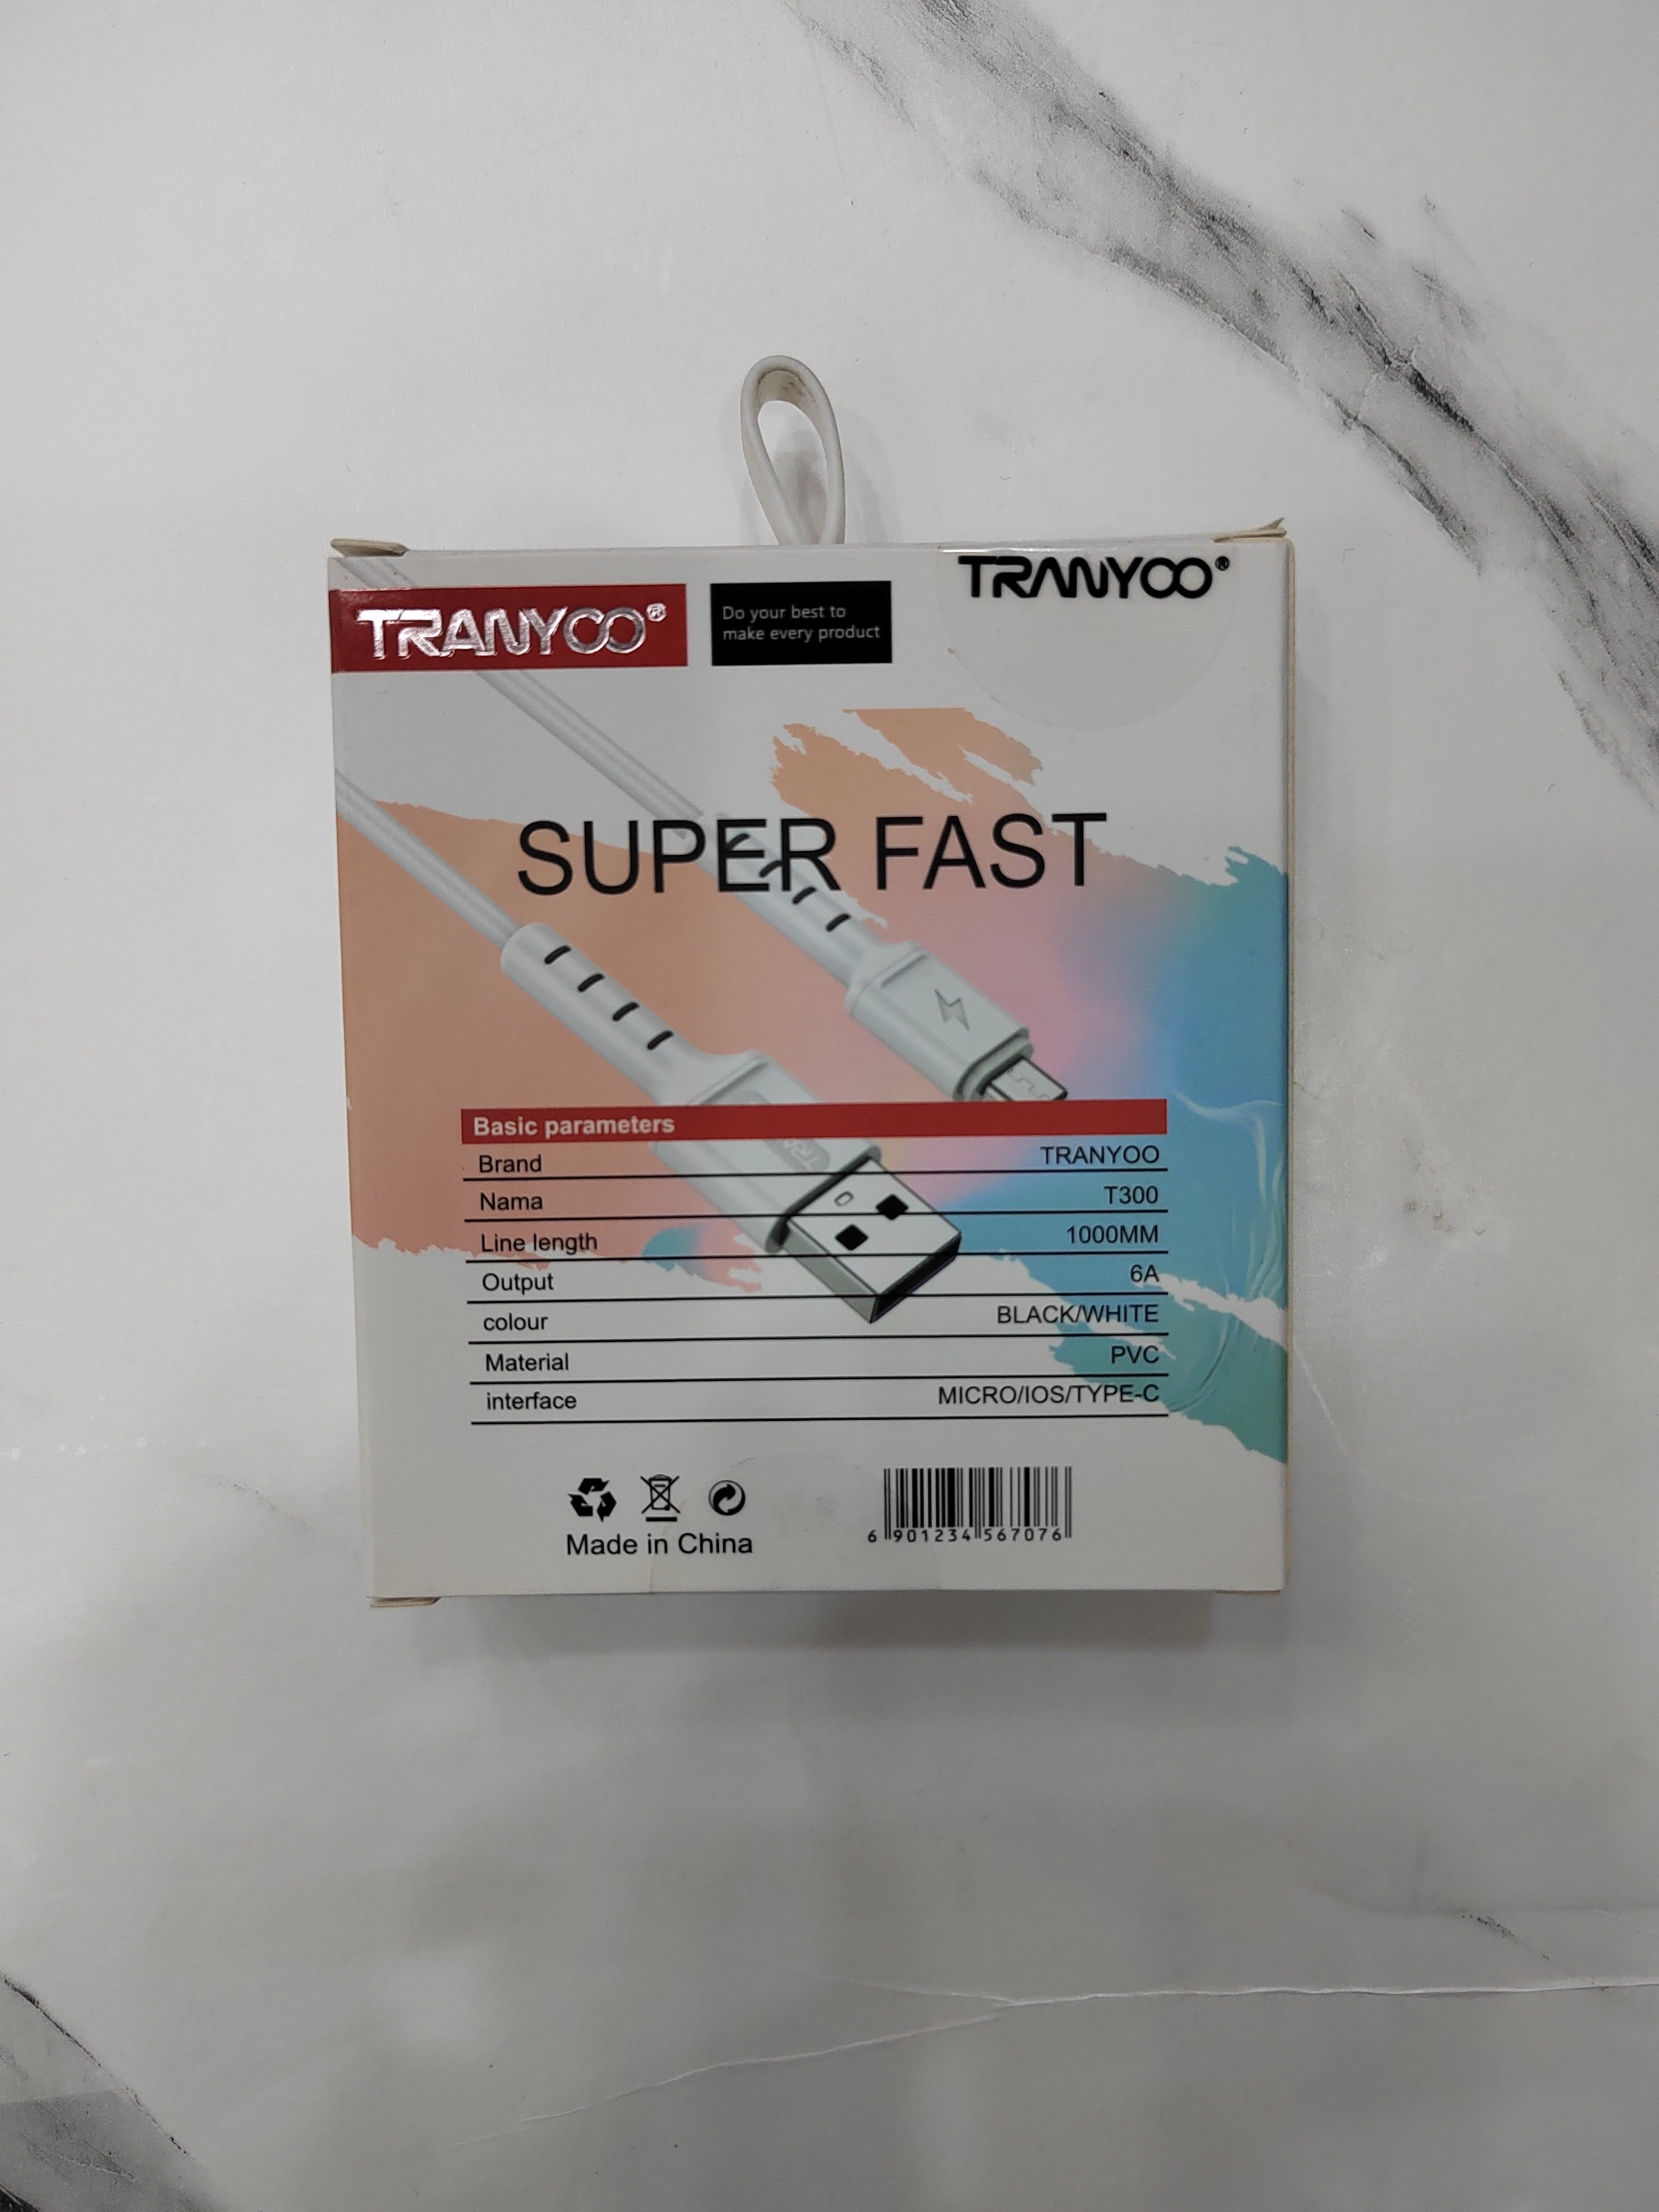 TRANYOO®
Do your best to
make every product
TRANYOO®
SUPER FAST
Basic parameters
Brand TRANYOO
Nama T300
Line length 1000MM
Output 6A
colour BLACK/WHITE
Material PVC
interface MICRO/IOS/TYPE-C
Made in China
6 901234 567076